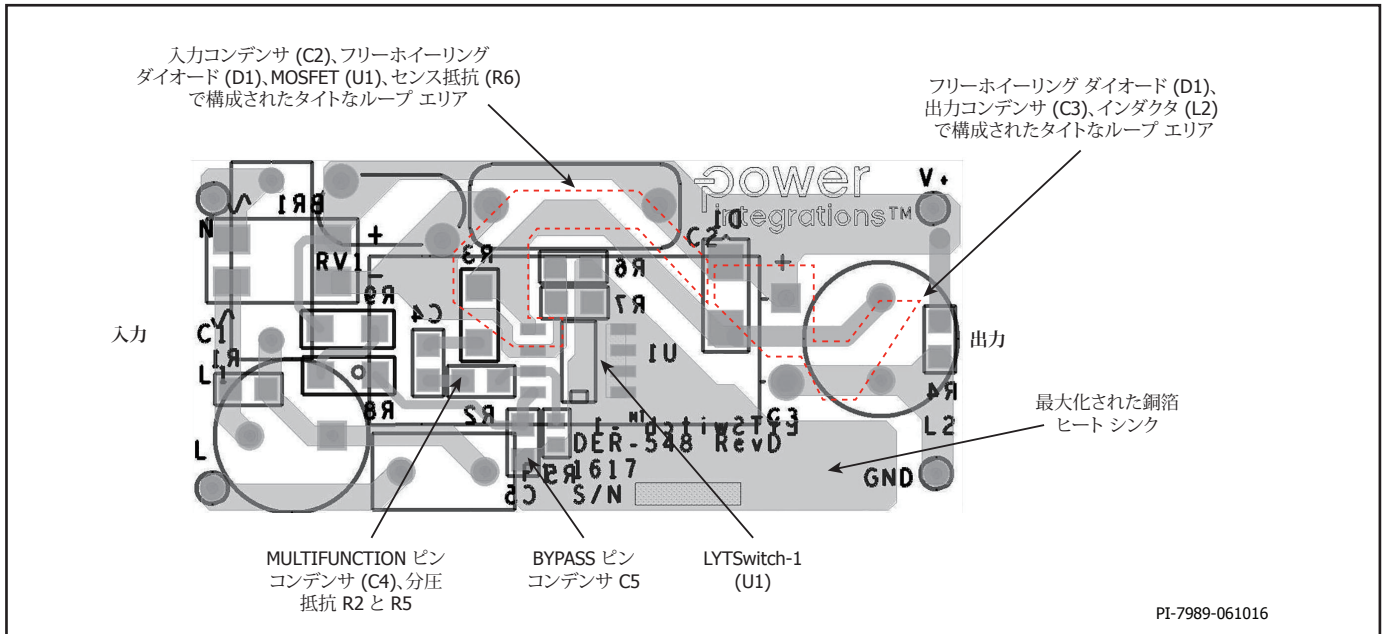 入力コンデンサ (C2)、フリーホイーリング
ダイオード (D1)、MOSFET (U1)、センス抵抗 (R6)
で構成されたタイトなループ エリア
フリーホイーリング ダイオード (D1)、
出力コンデンサ (C3)、インダクタ (L2)
で構成されたタイトなループ エリア
power
integrations™
V+
N
BR1
D1
C2
+
RV1
+
-
R3
R6
R9
R7
-
入力
C1
C4
U1
出力
L1
R1
R4
R8
R2
-
C3
最大化された銅箔
ヒート シンク
LYTSwitch™-1
L2
DER-548 RevD
L
R5
1617
GND
C5
S/N
MULTIFUNCTION ピン
コンデンサ (C4)、分圧
抵抗 R2 と R5
BYPASS ピン
コンデンサ C5
LYTSwitch-1
(U1)
PI-7989-061016